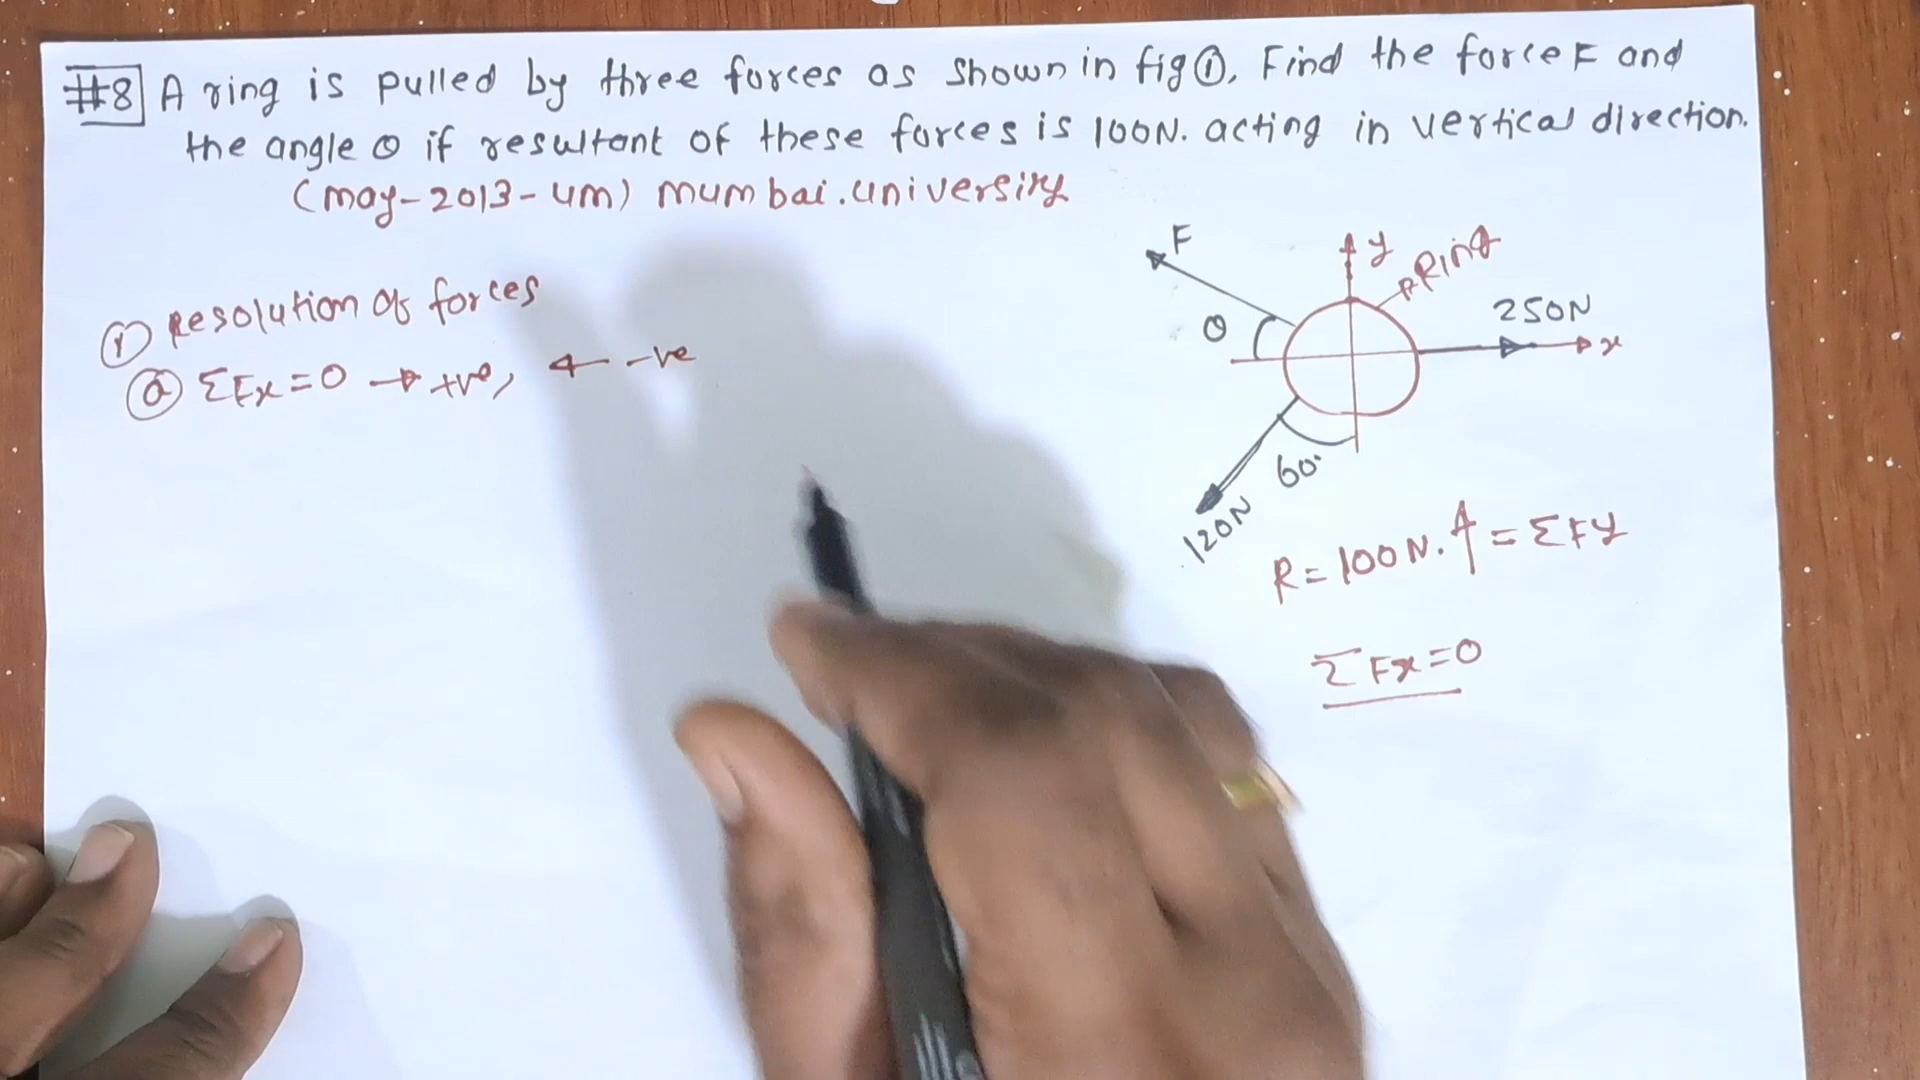 #8 A ring is pulled by three forces as shown in fig①. Find the force F and
the angle θ if resultant of these forces is 100N. acting in vertical direction.
(may-2013-4m) mumbai.university
① Resolution of forces
ⓐ ΣFx=0 → +ve, ← -ve
F
y
Ring
θ
250N
x
60°
120N
R=100N.↑=ΣFy
ΣFx=0